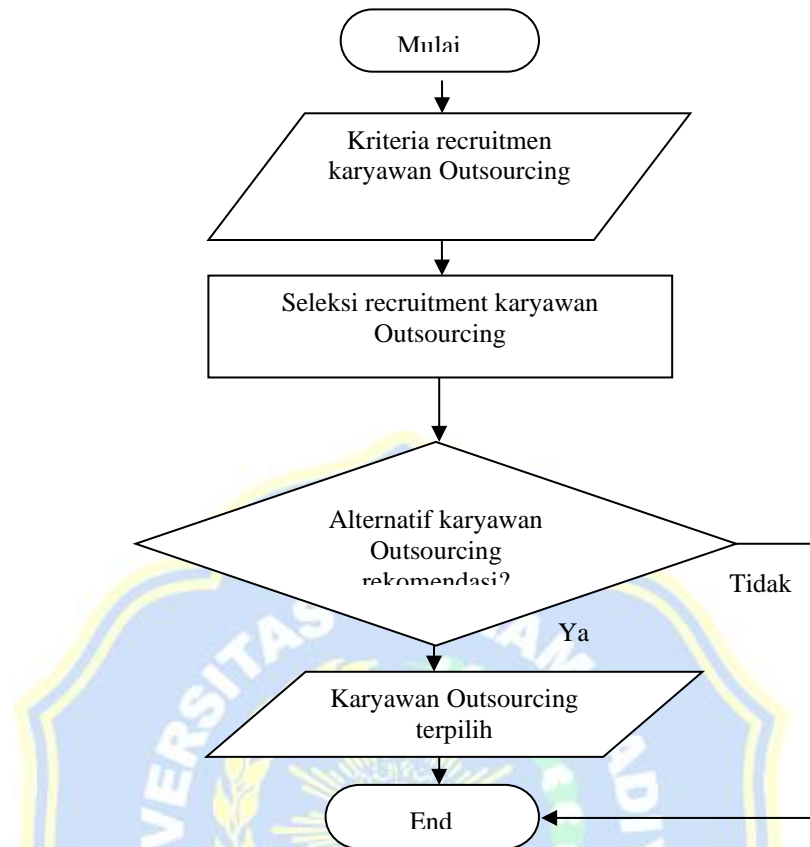 Mulai
Kriteria recruitmen
karyawan Outsourcing
Seleksi recruitment karyawan
Outsourcing
Alternatif karyawan
Outsourcing
rekomendasi?
Tidak
Ya
Karyawan Outsourcing
terpilih
End